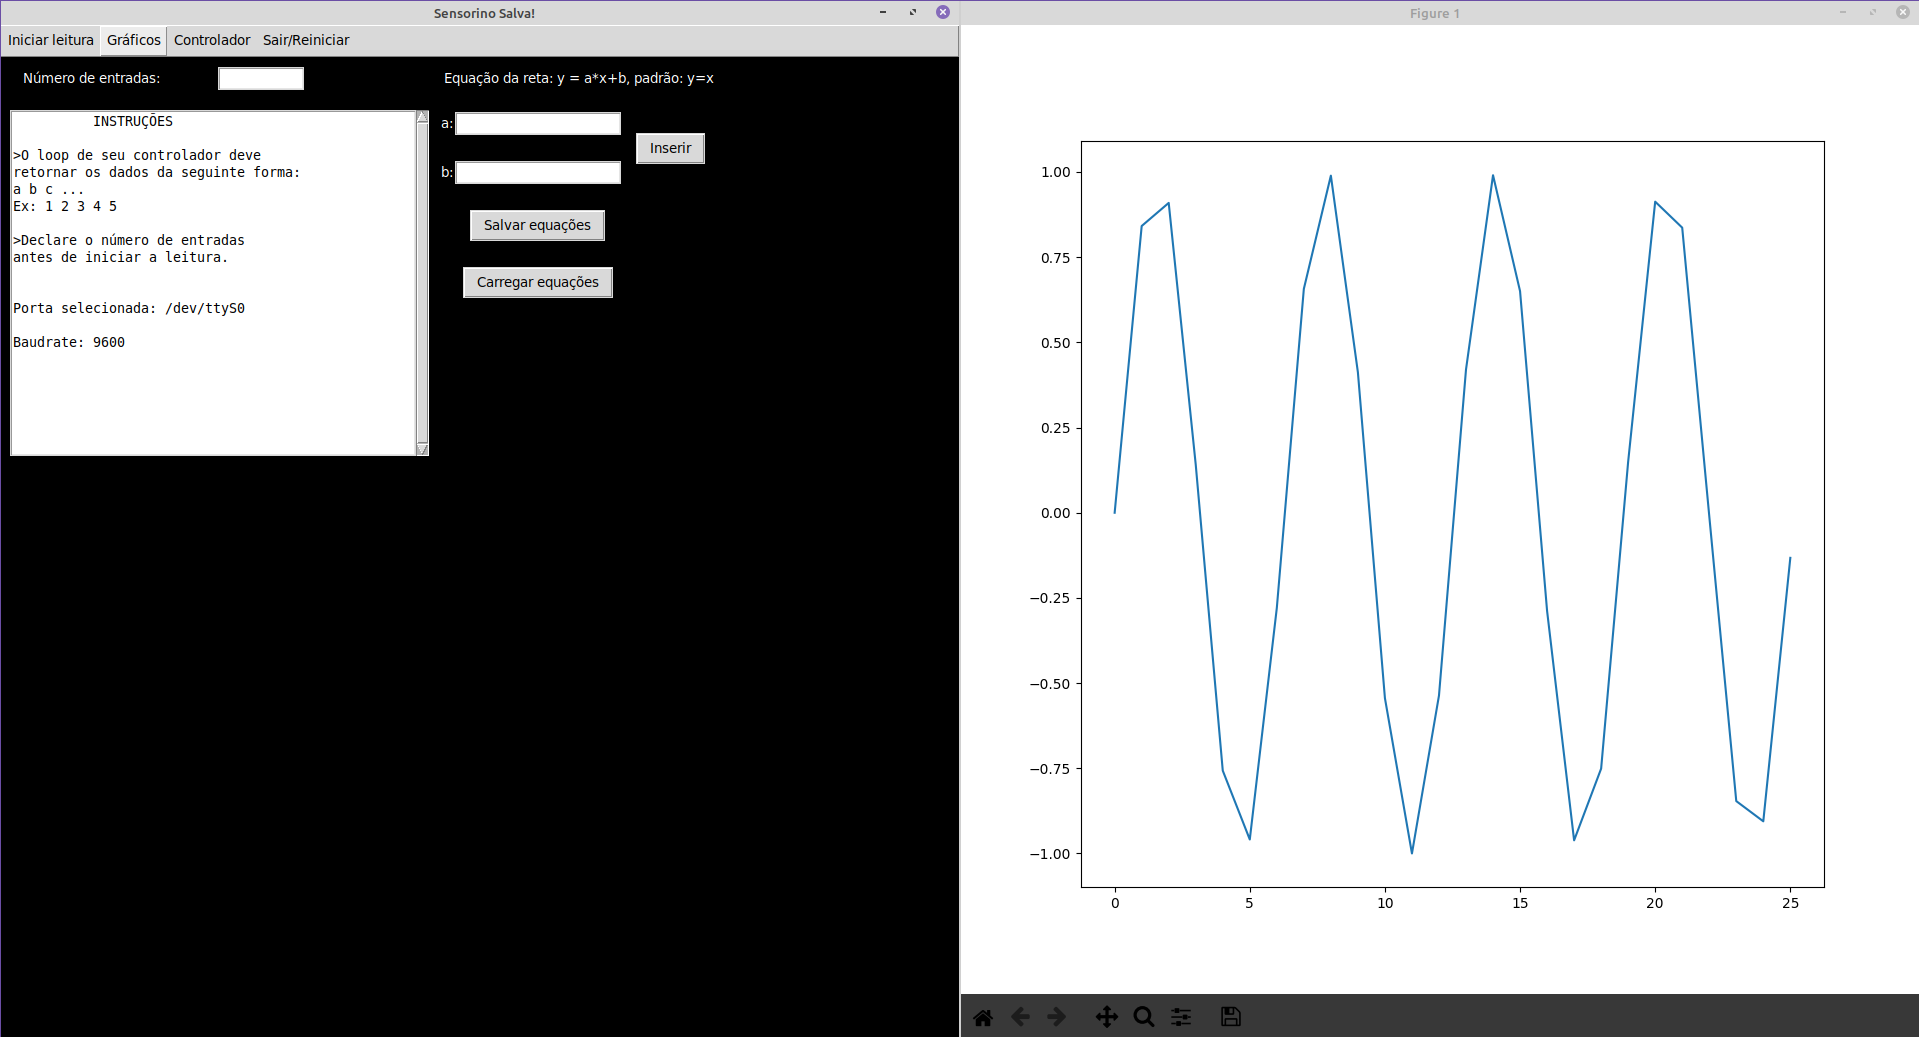 Sensorino Salva!
Iniciar leitura Gráficos Controlador Sair/Reiniciar
Número de entradas:
INSTRUÇÕES
>O loop de seu controlador deve
retornar os dados da seguinte forma:
a b c ...
Ex: 1 2 3 4 5
>Declare o número de entradas
antes de iniciar a leitura.
Porta selecionada: /dev/ttyS0
Baudrate: 9600
Equação da reta: y = a*x+b, padrão: y=x
a:
Inserir
b:
Salvar equações
Carregar equações
Figure 1
1.00
0.75
0.50
0.25
0.00
−0.25
−0.50
−0.75
−1.00
0 5 10 15 20 25